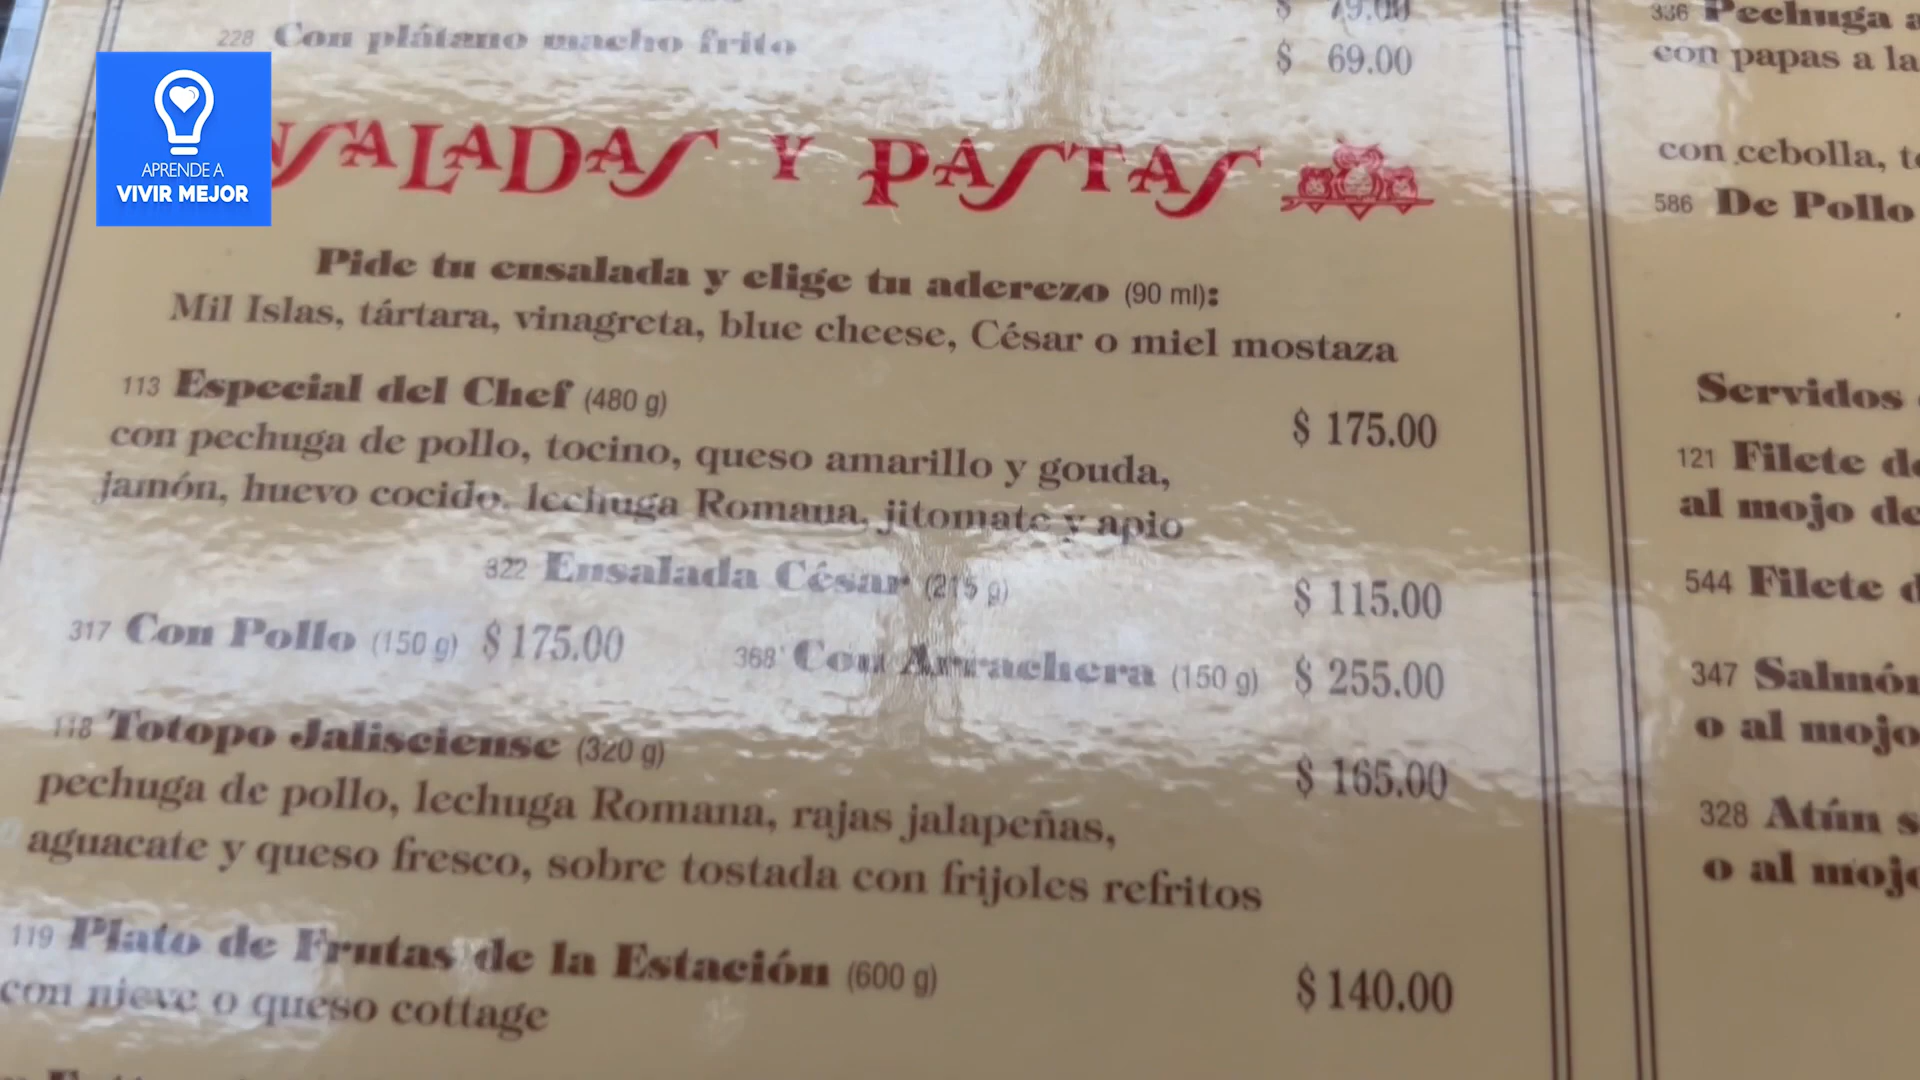 $ 79.00
228 Con plátano macho frito $ 69.00
APRENDE A
VIVIR MEJOR
NSALADAS Y PASTAS
Pide tu ensalada y elige tu aderezo (90 ml):
Mil Islas, tártara, vinagreta, blue cheese, César o miel mostaza
113 Especial del Chef (480 g) $ 175.00
con pechuga de pollo, tocino, queso amarillo y gouda,
jamón, huevo cocido, lechuga Romana, jitomate y apio
322 Ensalada César (215 g) $ 115.00
317 Con Pollo (150 g) $ 175.00 368 Con Arrachera (150 g) $ 255.00
118 Totopo Jalisciense (320 g) $ 165.00
pechuga de pollo, lechuga Romana, rajas jalapeñas,
aguacate y queso fresco, sobre tostada con frijoles refritos
119 Plato de Frutas de la Estación (600 g) $ 140.00
con nieve o queso cottage
336 Pechuga a
con papas a la
con cebolla,
586 De Pollo
Servidos
121 Filete de
al mojo de
544 Filete
347 Salmón
o al mojo
328 Atún
o al mojo